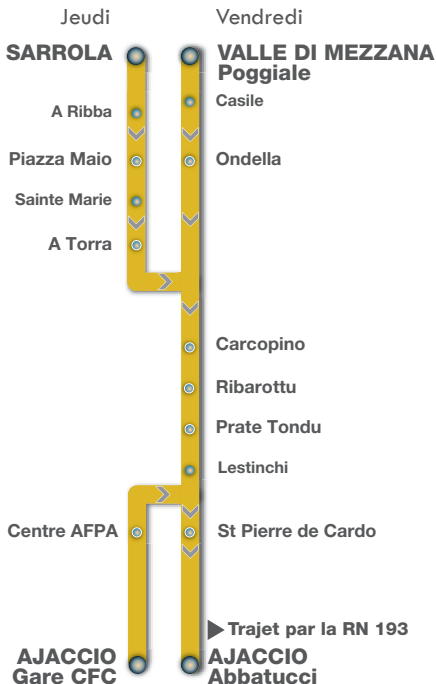 Jeudi
Vendredi
SARROLA
VALLE DI MEZZANA
Poggiale
A Ribba
Casile
Piazza Maio
Ondella
Sainte Marie
A Torra
Carcopino
Ribarottu
Prate Tondu
Lestinchi
Centre AFPA
St Pierre de Cardo
Trajet par la RN 193
AJACCIO
Gare CFC
AJACCIO
Abbatucci